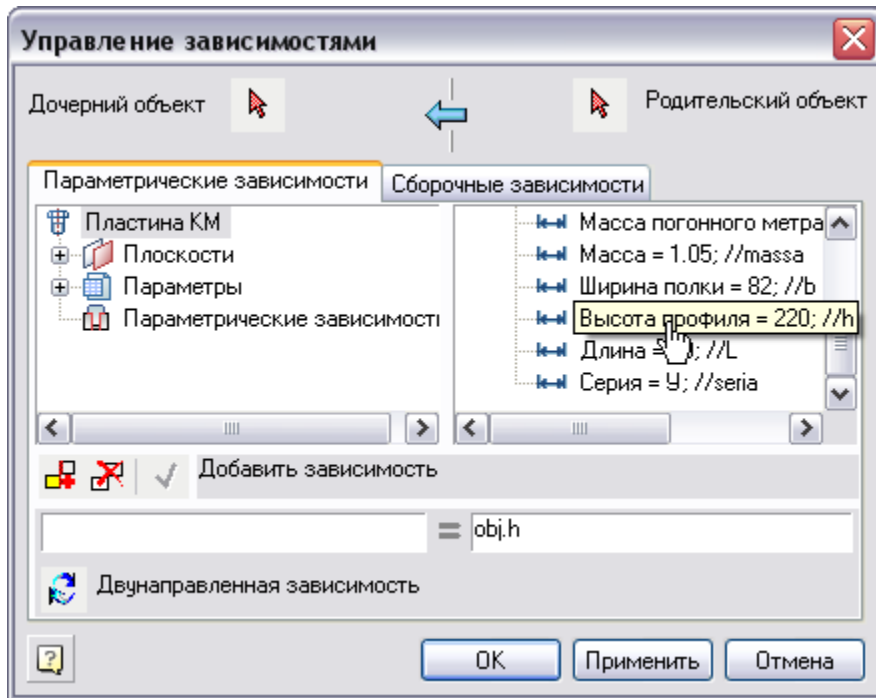 Управление зависимостями
Дочерний объект
Родительский объект
Параметрические зависимости
Сборочные зависимости
Пластина КМ
Плоскости
Параметры
Параметрические зависимост
Масса погонного метра
Масса = 1.05; //massa
Ширина полки = 82; //b
Высота профиля = 220; //h
Длина = ; //L
Серия = У; //seria
Добавить зависимость
= obj.h
Двунаправленная зависимость
? OK Применить Отмена